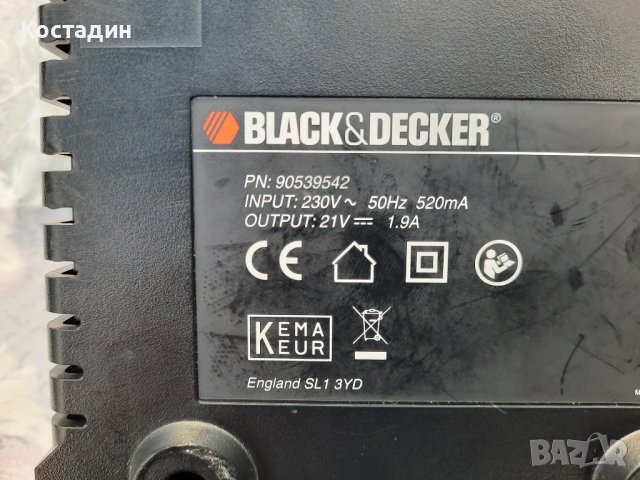 Костадин
BLACK&DECKER®
PN: 90539542
INPUT: 230V~ 50Hz 520mA
OUTPUT: 21V⎓ 1.9A
CE
KEMA
KEUR
England SL1 3YD
M
BAZAR